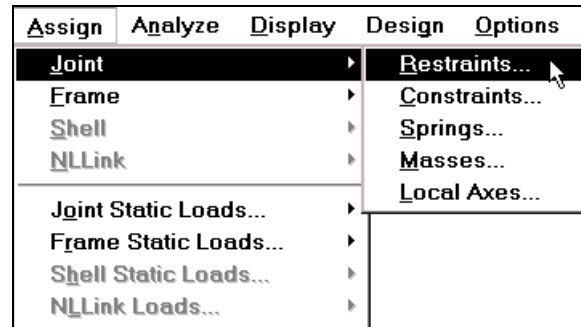 Assign Analyze Display Design Options
Joint
Frame
Shell
NLLink
Joint Static Loads...
Frame Static Loads...
Shell Static Loads...
NLLink Loads...
Restraints...
Constraints...
Springs...
Masses...
Local Axes...